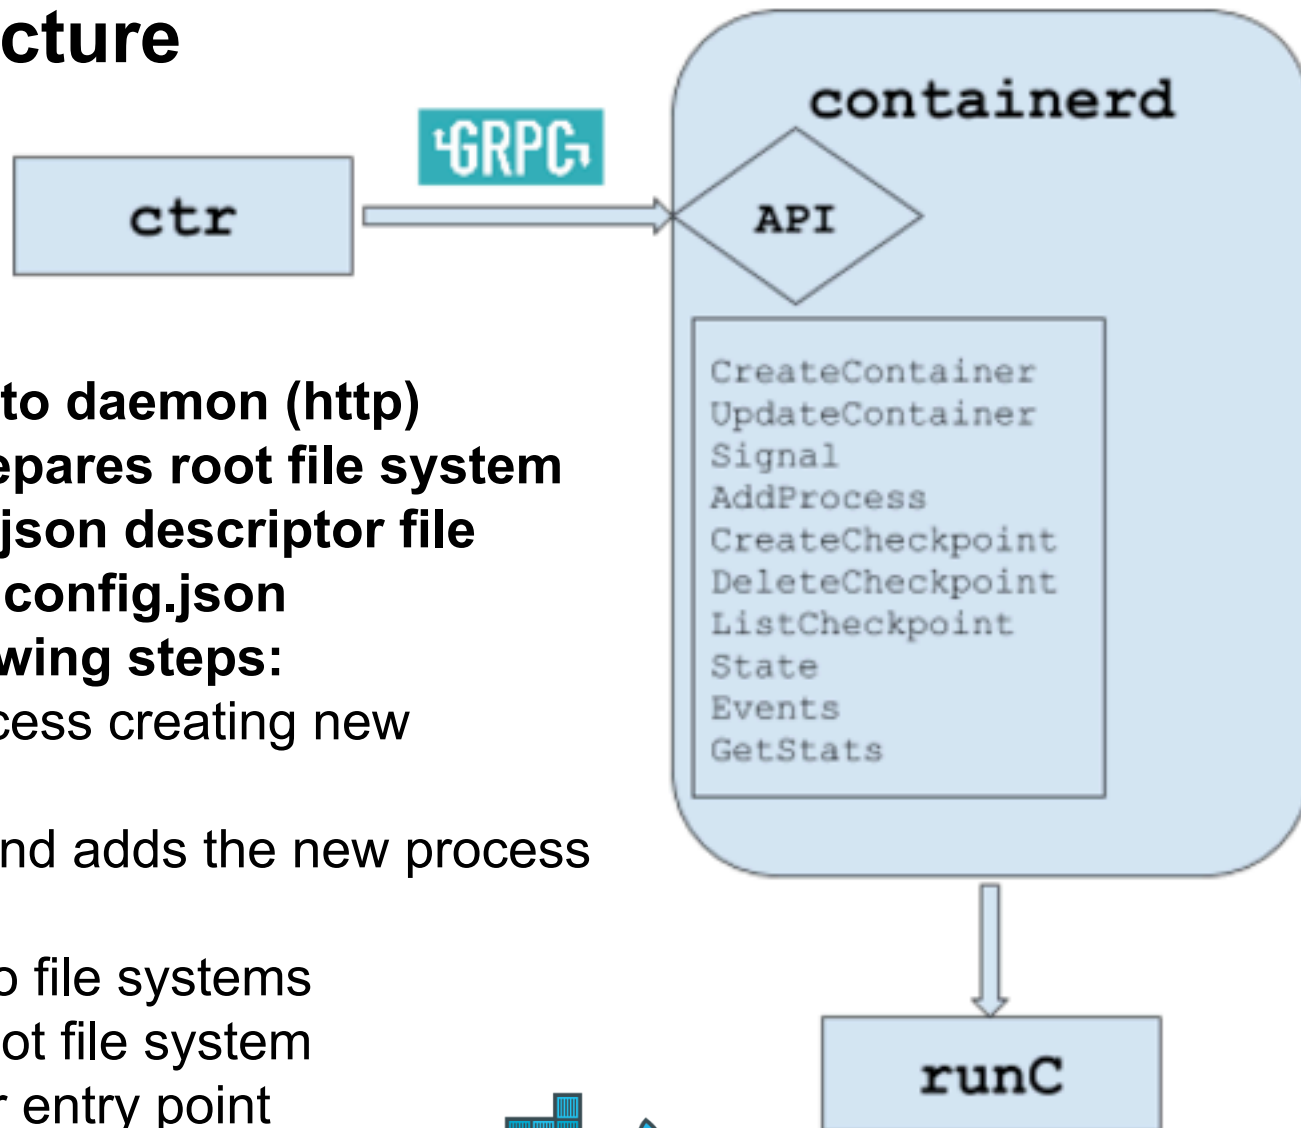 cture
containerd
GRPC
ctr
API
to daemon (http)
epares root file system
json descriptor file
config.json
wing steps:
cess creating new
nd adds the new process
o file systems
ot file system
r entry point
CreateContainer
UpdateContainer
Signal
AddProcess
CreateCheckpoint
DeleteCheckpoint
ListCheckpoint
State
Events
GetStats
runC